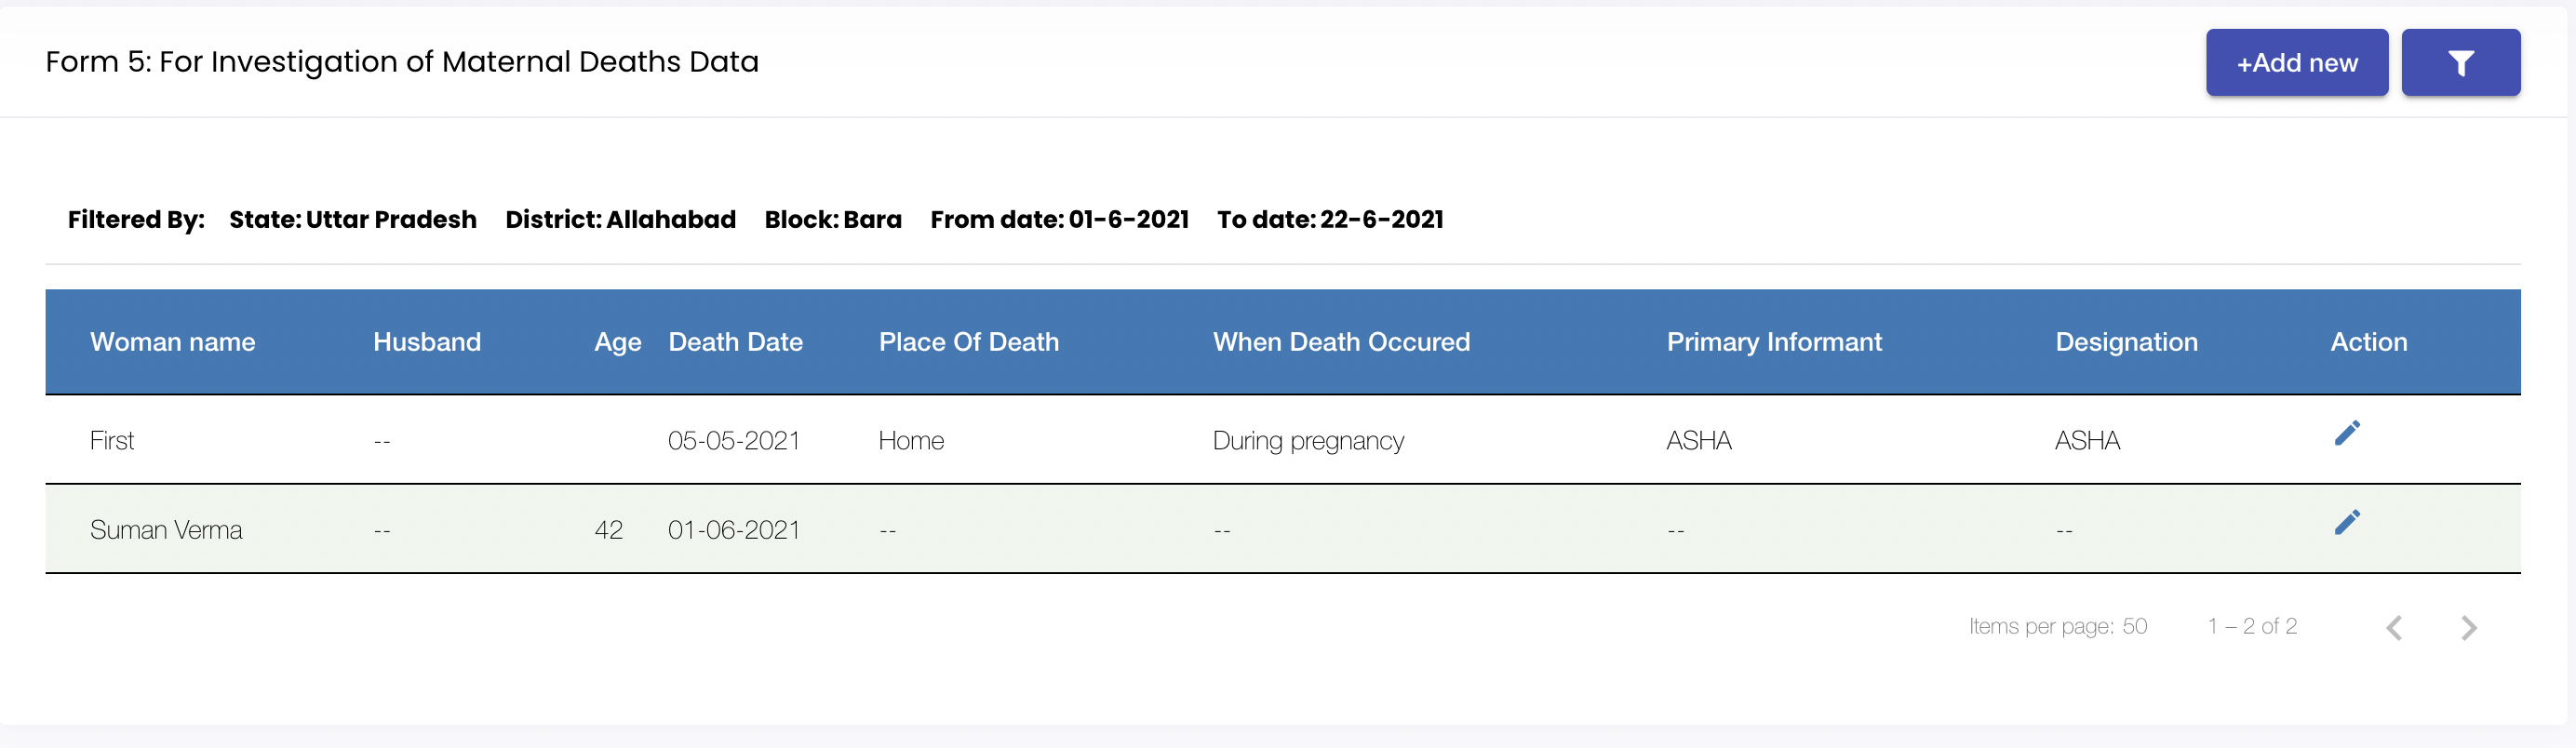 Form 5: For Investigation of Maternal Deaths Data +Add new
Filtered By: State: Uttar Pradesh District: Allahabad Block: Bara From date: 01-6-2021 To date: 22-6-2021
Woman name Husband Age Death Date Place Of Death When Death Occured Primary Informant Designation Action
First -- 05-05-2021 Home During pregnancy ASHA ASHA
Suman Verma -- 42 01-06-2021 -- -- -- --
Items per page: 50 1 – 2 of 2